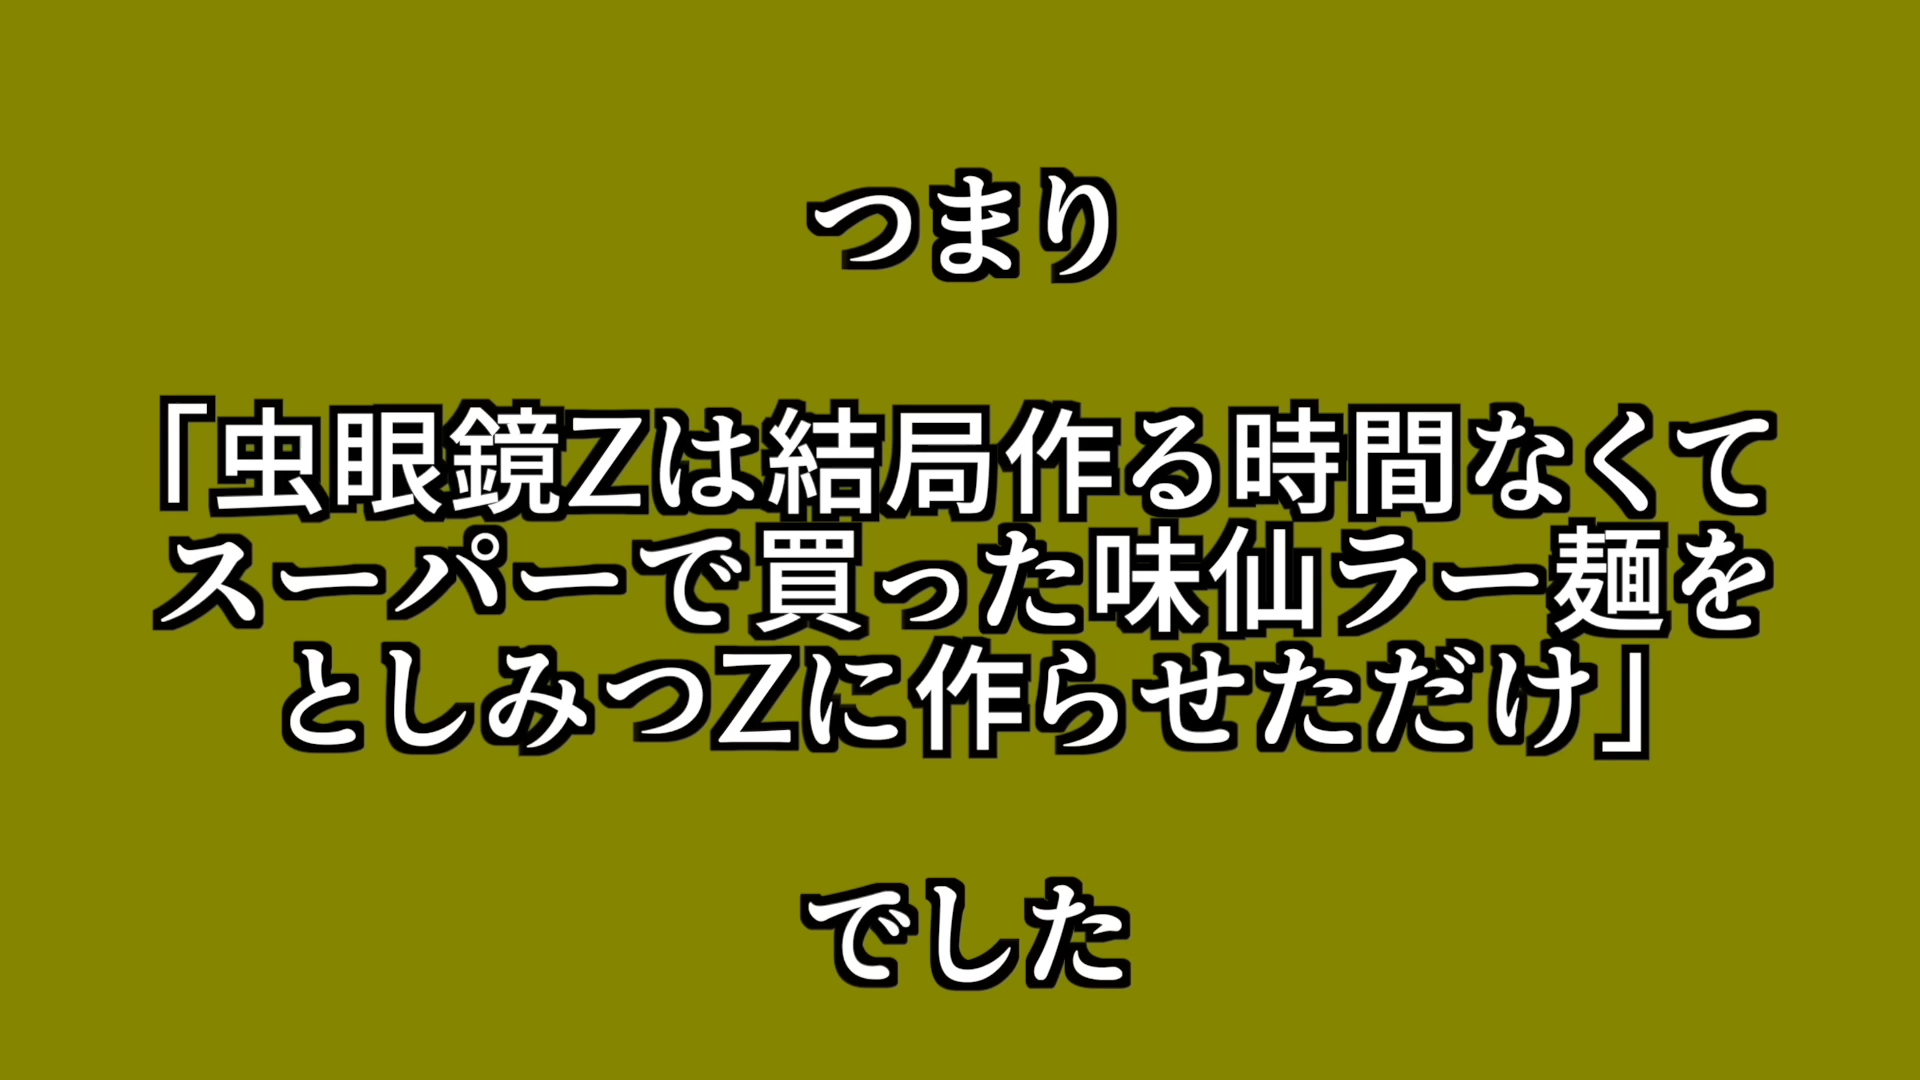 つまり
「虫眼鏡Zは結局作る時間なくて
スーパーで買った味仙ラー麺を
としみつZに作らせただけ」
でした